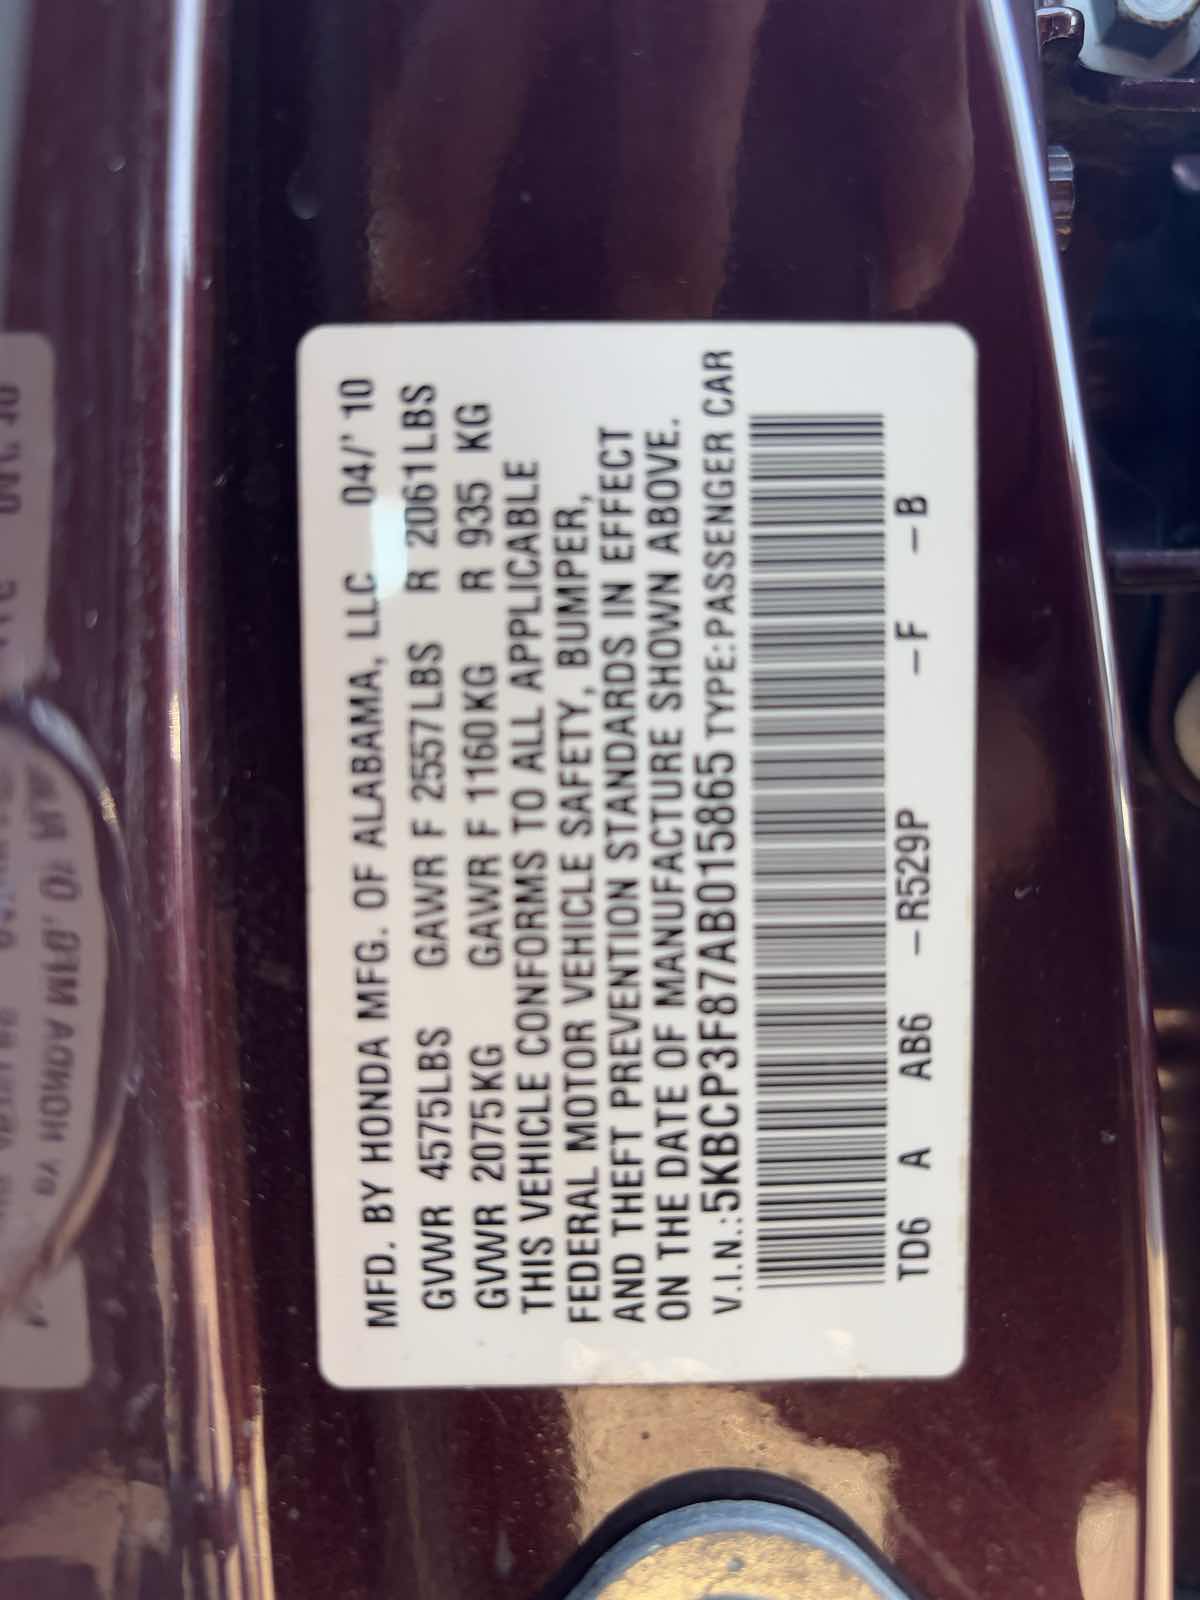 MFD. BY HONDA MFG. OF ALABAMA, LLC 04/'10
GVWR 4575LBS GAWR F 2557LBS R 2061LBS
GVWR 2075KG GAWR F 1160KG R 935 KG
THIS VEHICLE CONFORMS TO ALL APPLICABLE
FEDERAL MOTOR VEHICLE SAFETY, BUMPER,
AND THEFT PREVENTION STANDARDS IN EFFECT
ON THE DATE OF MANUFACTURE SHOWN ABOVE.
V.I.N.: 5KBCP3F87AB015865 TYPE: PASSENGER CAR
TD6 A AB6 -R529P -F -B